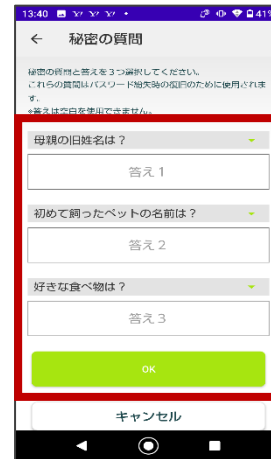 13:40
41%
秘密の質問
秘密の質問と答えを3つ選択してください。
これらの質問はパスワード紛失時の復旧のために使用されま
す。
※答えは空白を使用できません。
母親の旧姓名は？
答え1
初めて飼ったペットの名前は？
答え2
好きな食べ物は？
答え3
OK
キャンセル